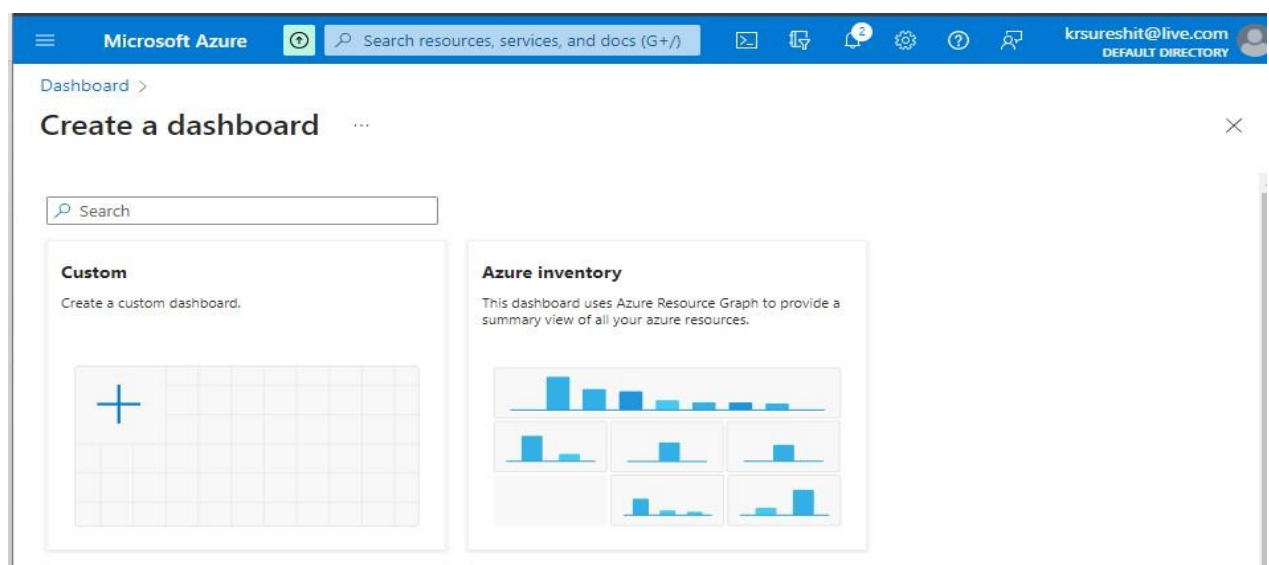 Microsoft Azure
Search resources, services, and docs (G+/)
2
krsureshit@live.com
DEFAULT DIRECTORY
Dashboard >
Create a dashboard ...
Search
Custom
Create a custom dashboard.
Azure inventory
This dashboard uses Azure Resource Graph to provide a
summary view of all your azure resources.